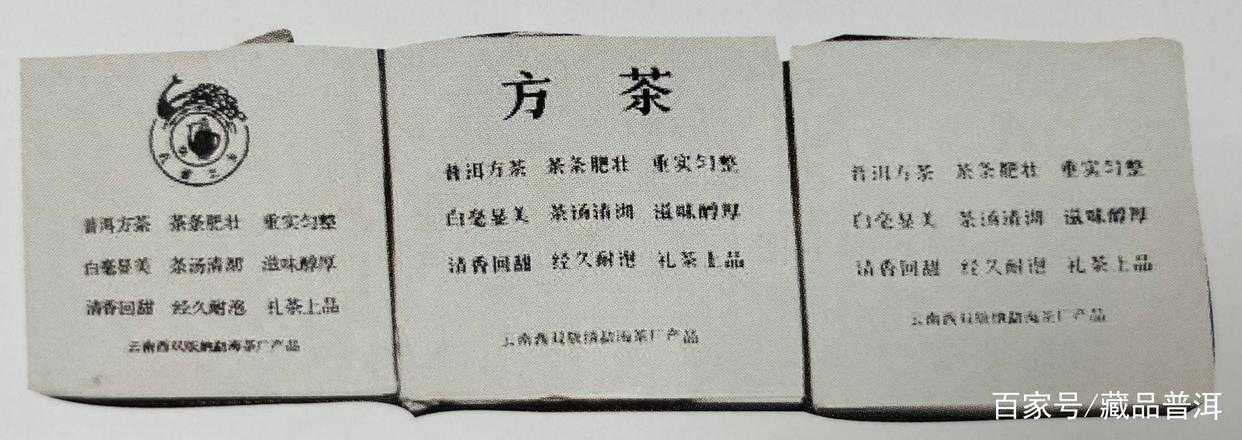 普洱方茶 茶条肥壮 重实匀整
白毫显美 茶汤清湖 滋味醇厚
清香回甜 经久耐泡 礼茶上品
云南西双版纳勐海茶厂产品
方 茶
普洱方茶 茶条肥壮 重实匀整
白毫显美 茶汤清湖 滋味醇厚
清香回甜 经久耐泡 礼茶上品
云南西双版纳勐海茶厂产品
普洱方茶 茶条肥壮 重实匀整
白毫显美 茶汤清湖 滋味醇厚
清香回甜 经久耐泡 礼茶上品
云南西双版纳勐海茶厂产品
百家号/藏品普洱